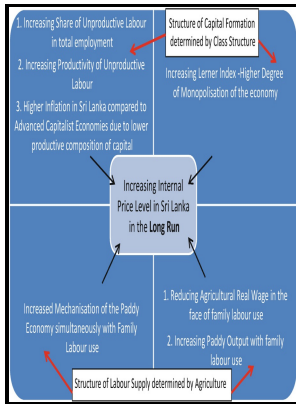 1. Increasing Share of Unproductive Labour
in total employment
2. Increasing Productivity of Unproductive
Labour
3. Higher Inflation in Sri Lanka compared to
Advanced Capitalist Economies due to lower
productive composition of capital
Structure of Capital Formation
determined by Class Structure
Increasing Lerner Index -Higher Degree
of Monopolisation of the economy
Increasing Internal
Price Level in Sri Lanka
in the Long Run
Increased Mechanisation of the Paddy
Economy simultaneously with Family
Labour use
1. Reducing Agricultural Real Wage in the
face of family labour use
2. Increasing Paddy Output with family
labour use
Structure of Labour Supply determined by Agriculture